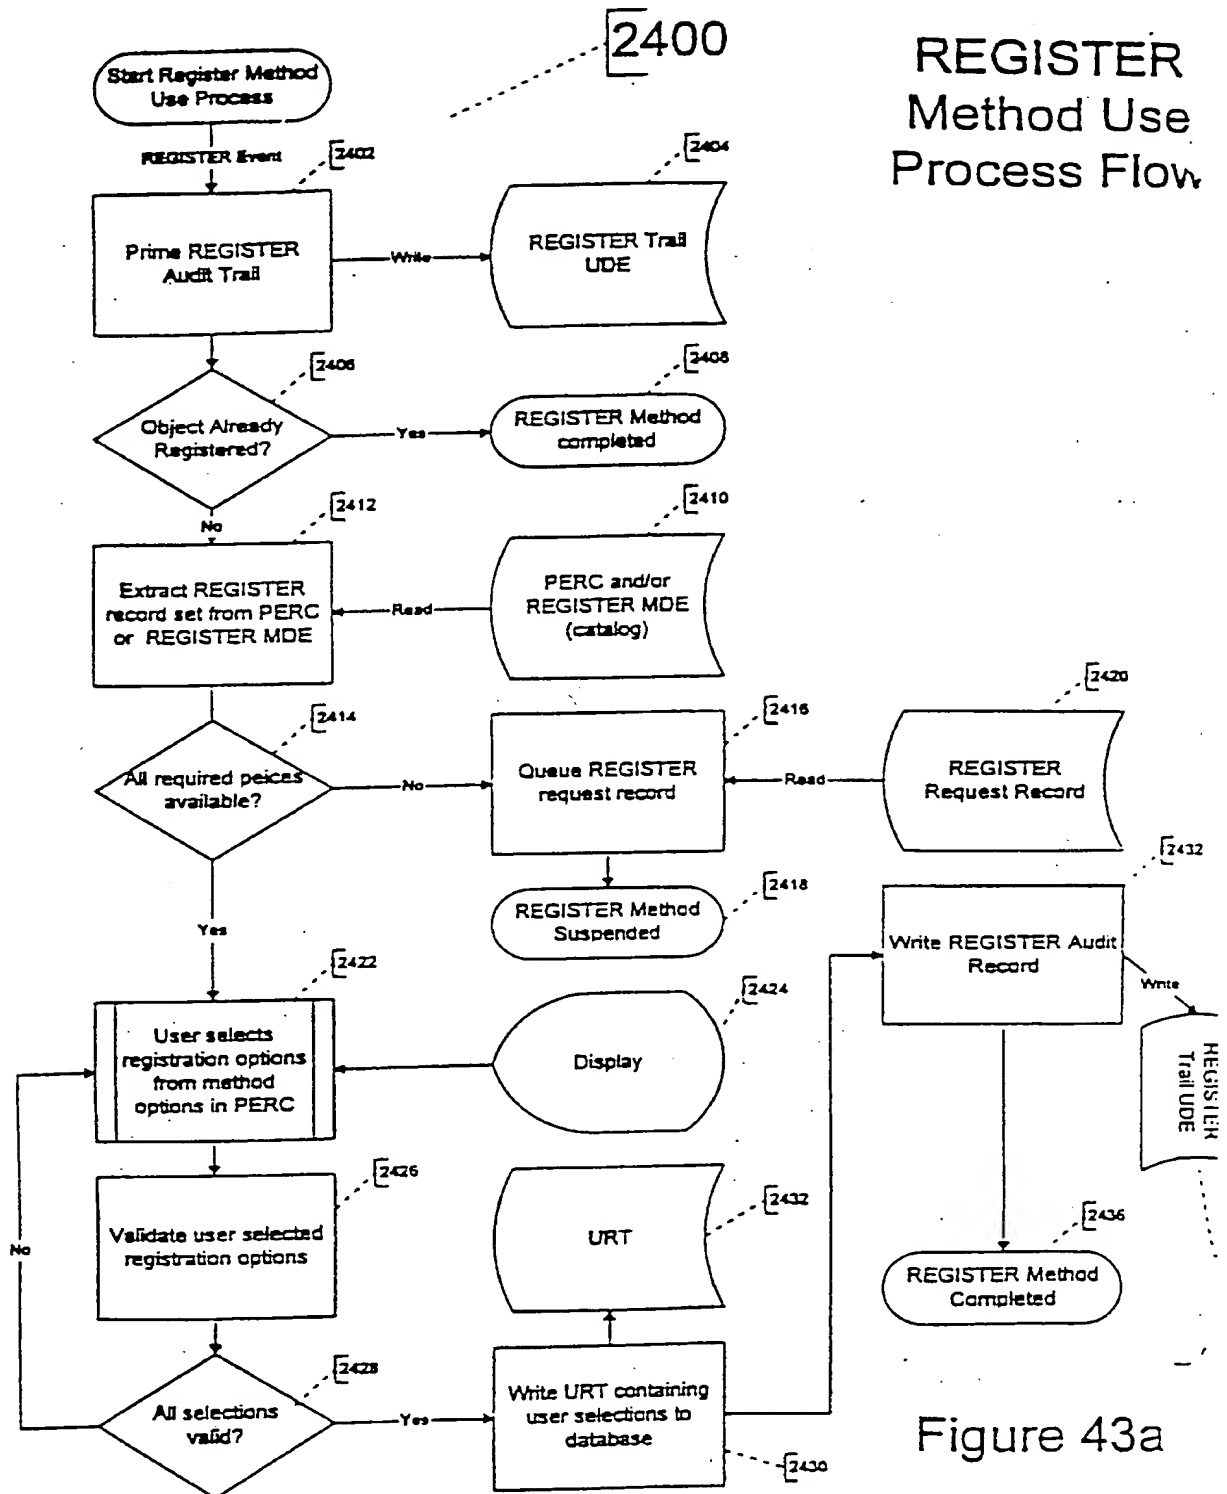 2400
REGISTER
Method Use
Process Flow
Start Register Method
Use Process
REGISTER Event
2402
2404
Prime REGISTER
Audit Trail
Write
REGISTER Trail
UDE
2406
2408
Object Already
Registered?
Yes
REGISTER Method
completed
No
2412
2410
Extract REGISTER
record set from PERC
or REGISTER MDE
Read
PERC and/or
REGISTER MDE
(catalog)
2414
2416
2420
All required peices
available?
No
Queue REGISTER
request record
Read
REGISTER
Request Record
2418
REGISTER Method
Suspended
2432
Write REGISTER Audit
Record
Write
REGISTER
Trail UDE
Yes
2422
2424
User selects
registration options
from method
options in PERC
Display
2426
2432
Validate user selected
registration options
URT
2436
REGISTER Method
Completed
No
2428
All selections
valid?
Yes
Write URT containing
user selections to
database
2430
Figure 43a